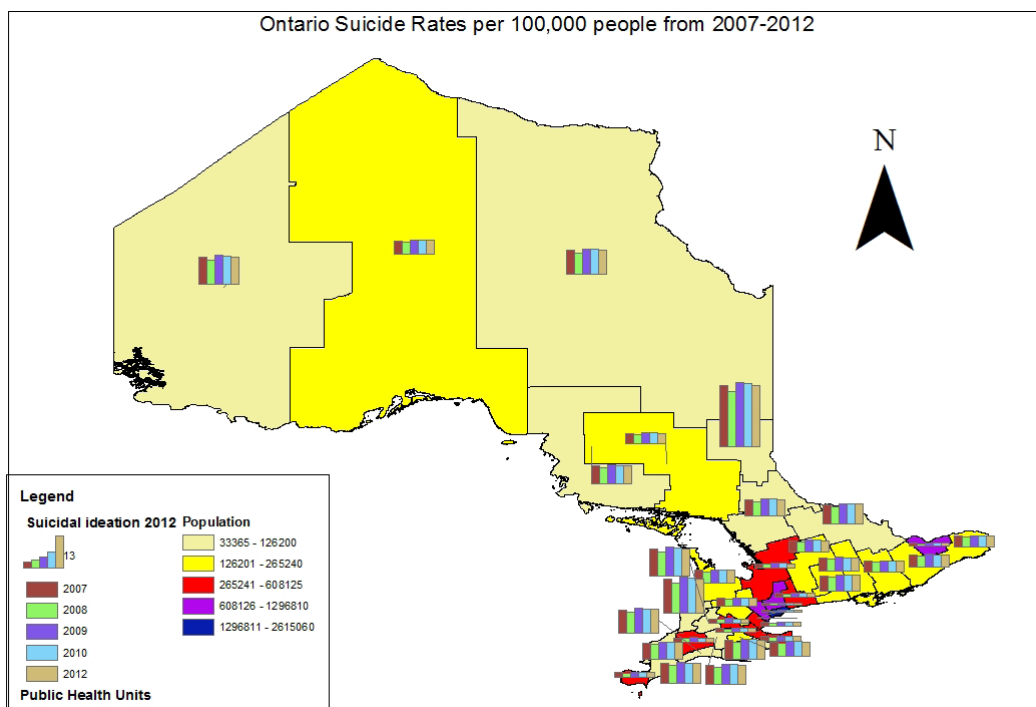 Ontario Suicide Rates per 100,000 people from 2007-2012
N
Legend
Suicidal ideation 2012
13
2007
2008
2009
2010
2012
Public Health Units
Population
33365 - 126200
126201 - 265240
265241 - 608125
608126 - 1296810
1296811 - 2615060